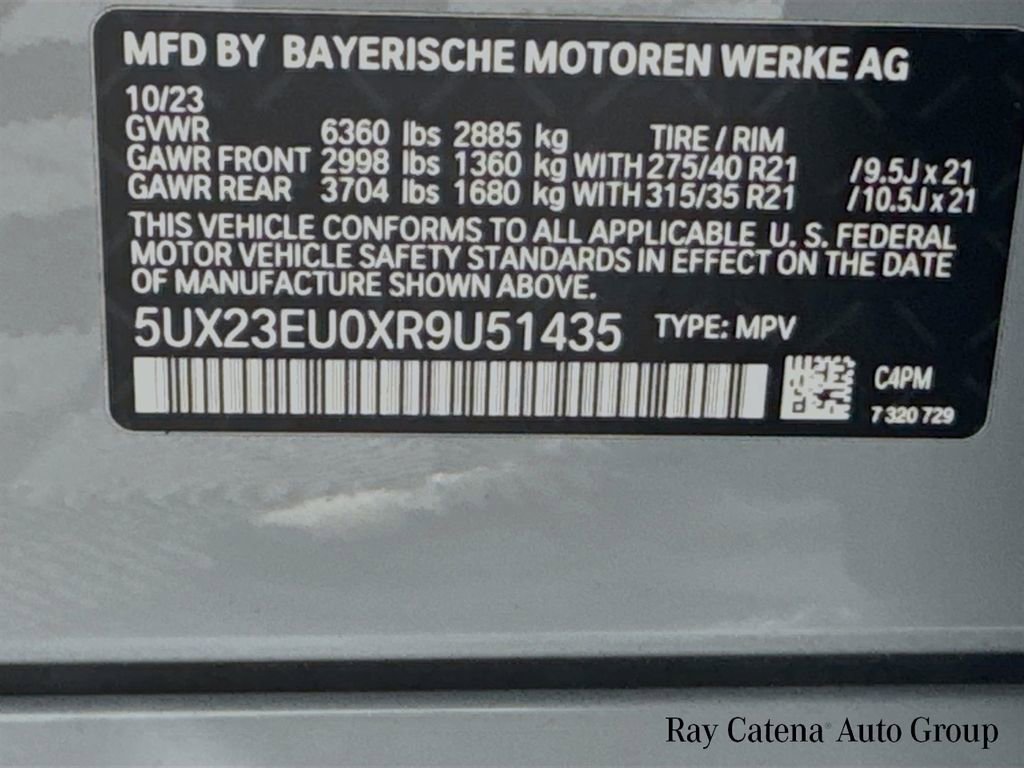 MFD BY BAYERISCHE MOTOREN WERKE AG
10/23
GVWR 6360 lbs 2885 kg TIRE / RIM
GAWR FRONT 2998 lbs 1360 kg WITH 275/40 R21 /9.5J x 21
GAWR REAR 3704 lbs 1680 kg WITH 315/35 R21 /10.5J x 21
THIS VEHICLE CONFORMS TO ALL APPLICABLE U. S. FEDERAL
MOTOR VEHICLE SAFETY STANDARDS IN EFFECT ON THE DATE
OF MANUFACTURE SHOWN ABOVE.
5UX23EU0XR9U51435 TYPE: MPV
C4PM
7 320 729
Ray Catena® Auto Group